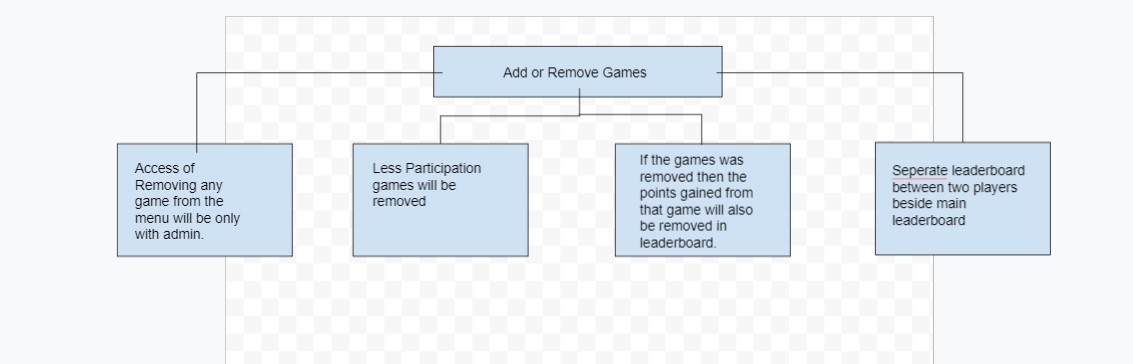 Add or Remove Games
Access of
Removing any
game from the
menu will be only
with admin.
Less Participation
games will be
removed
If the games was
removed then the
points gained from
that game will also
be removed in
leaderboard.
Seperate leaderboard
between two players
beside main
leaderboard